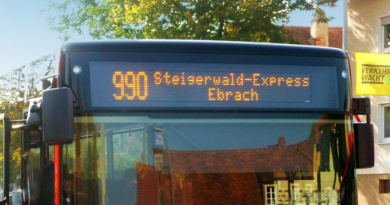 990 Steigerwald-Express
Ebrach
VERKEHRS
WACHT